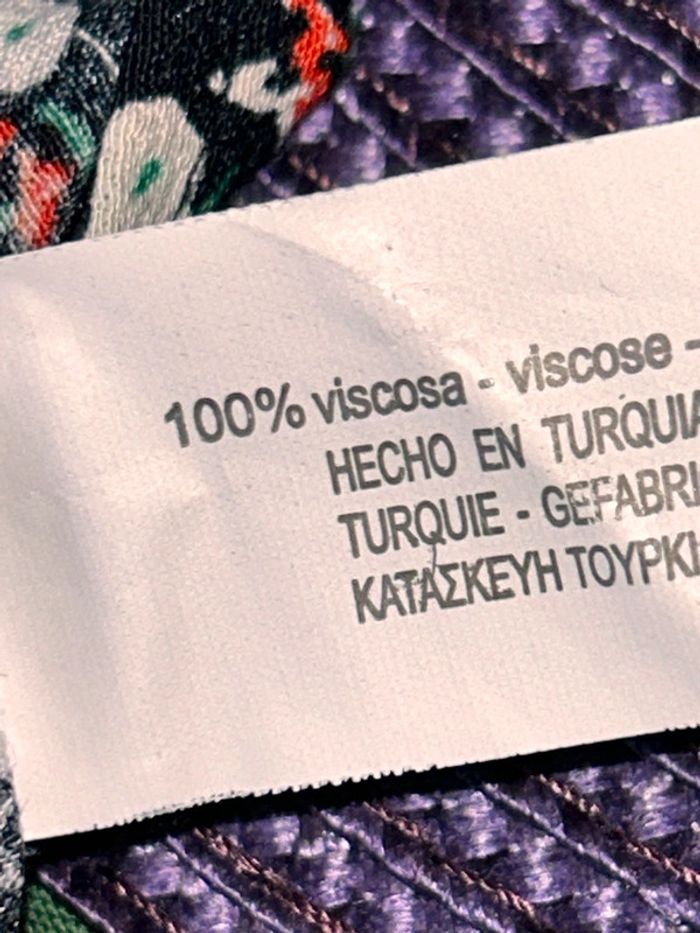 100% viscosa - viscose -
HECHO EN TURQUIA
TURQUIE - GEFABRI
ΚΑΤΑΣΚΕΥΗ ΤΟΥΡΚΙ